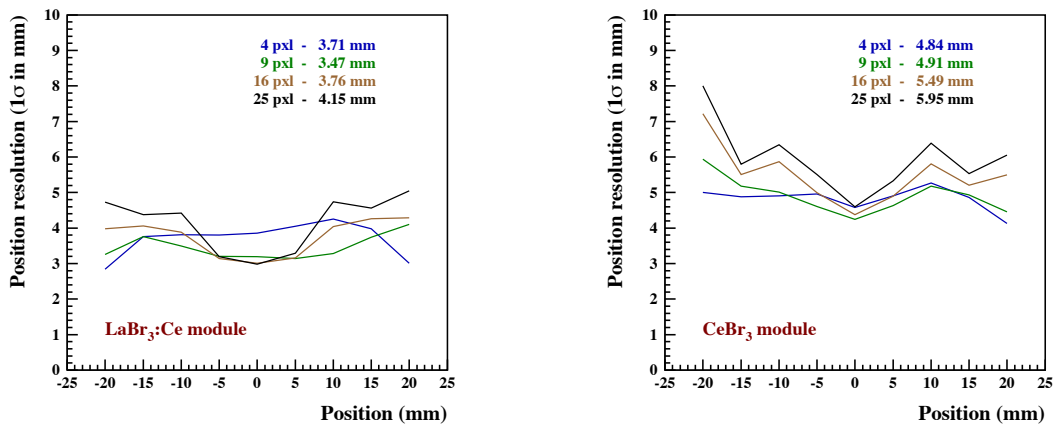 Position resolution (1σ in mm)
10
9
8
7
6
5
4
3
2
1
0
4 pxl - 3.71 mm
9 pxl - 3.47 mm
16 pxl - 3.76 mm
25 pxl - 4.15 mm
LaBr3:Ce module
-25 -20 -15 -10 -5 0 5 10 15 20 25
Position (mm)
Position resolution (1σ in mm)
10
9
8
7
6
5
4
3
2
1
0
4 pxl - 4.84 mm
9 pxl - 4.91 mm
16 pxl - 5.49 mm
25 pxl - 5.95 mm
CeBr3 module
-25 -20 -15 -10 -5 0 5 10 15 20 25
Position (mm)